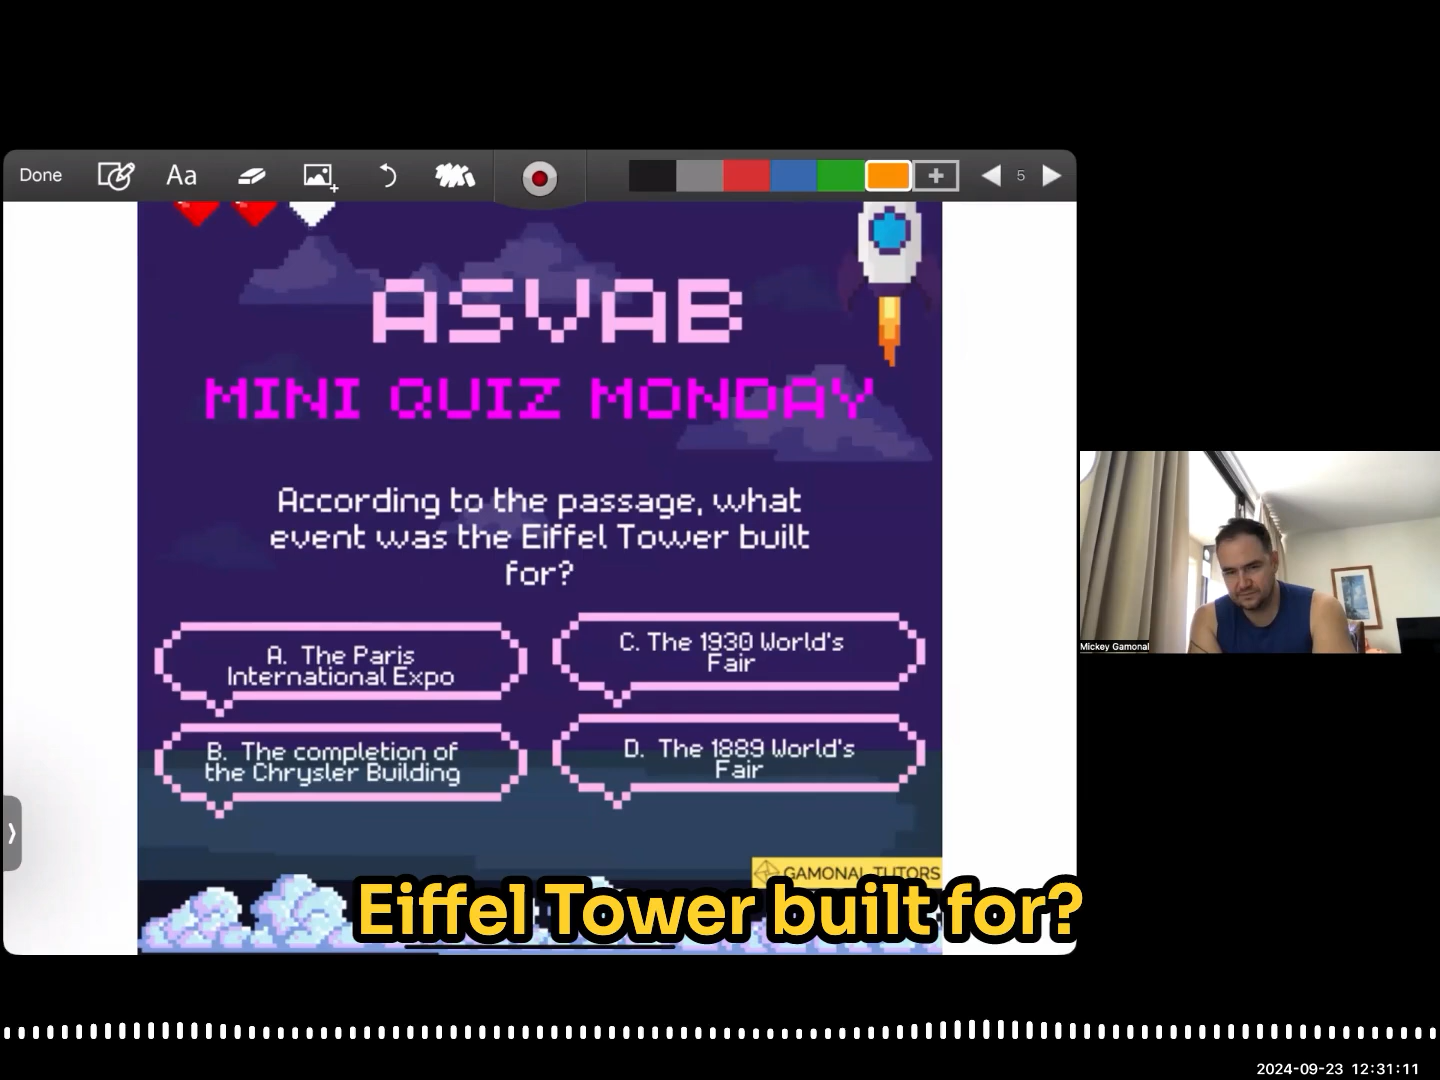 Done
Aa
5
ASVAB
MINI QUIZ MONDAY
According to the passage, what
event was the Eiffel Tower built
for?
A. The Paris
International Expo
C. The 1930 World's
Fair
B. The completion of
the Chrysler Building
D. The 1889 World's
Fair
GAMONAL TUTORS
Eiffel Tower built for?
Mickey Gamonal
2024-09-23 12:31:11